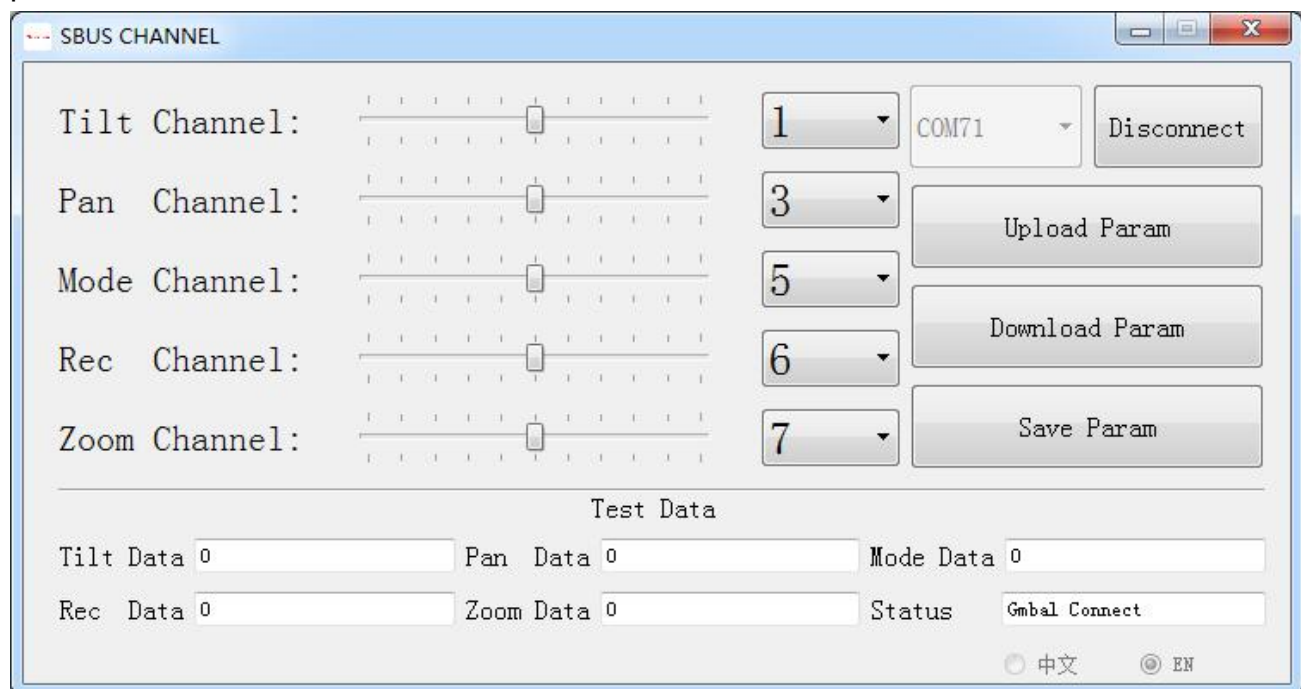 SBUS CHANNEL
Tilt Channel: 1 COM71 Disconnect
Pan Channel: 3 Upload Param
Mode Channel: 5
Download Param
Rec Channel: 6
Zoom Channel: 7 Save Param
Test Data
Tilt Data 0 Pan Data 0 Mode Data 0
Rec Data 0 Zoom Data 0 Status Gmbal Connect
中文 EN